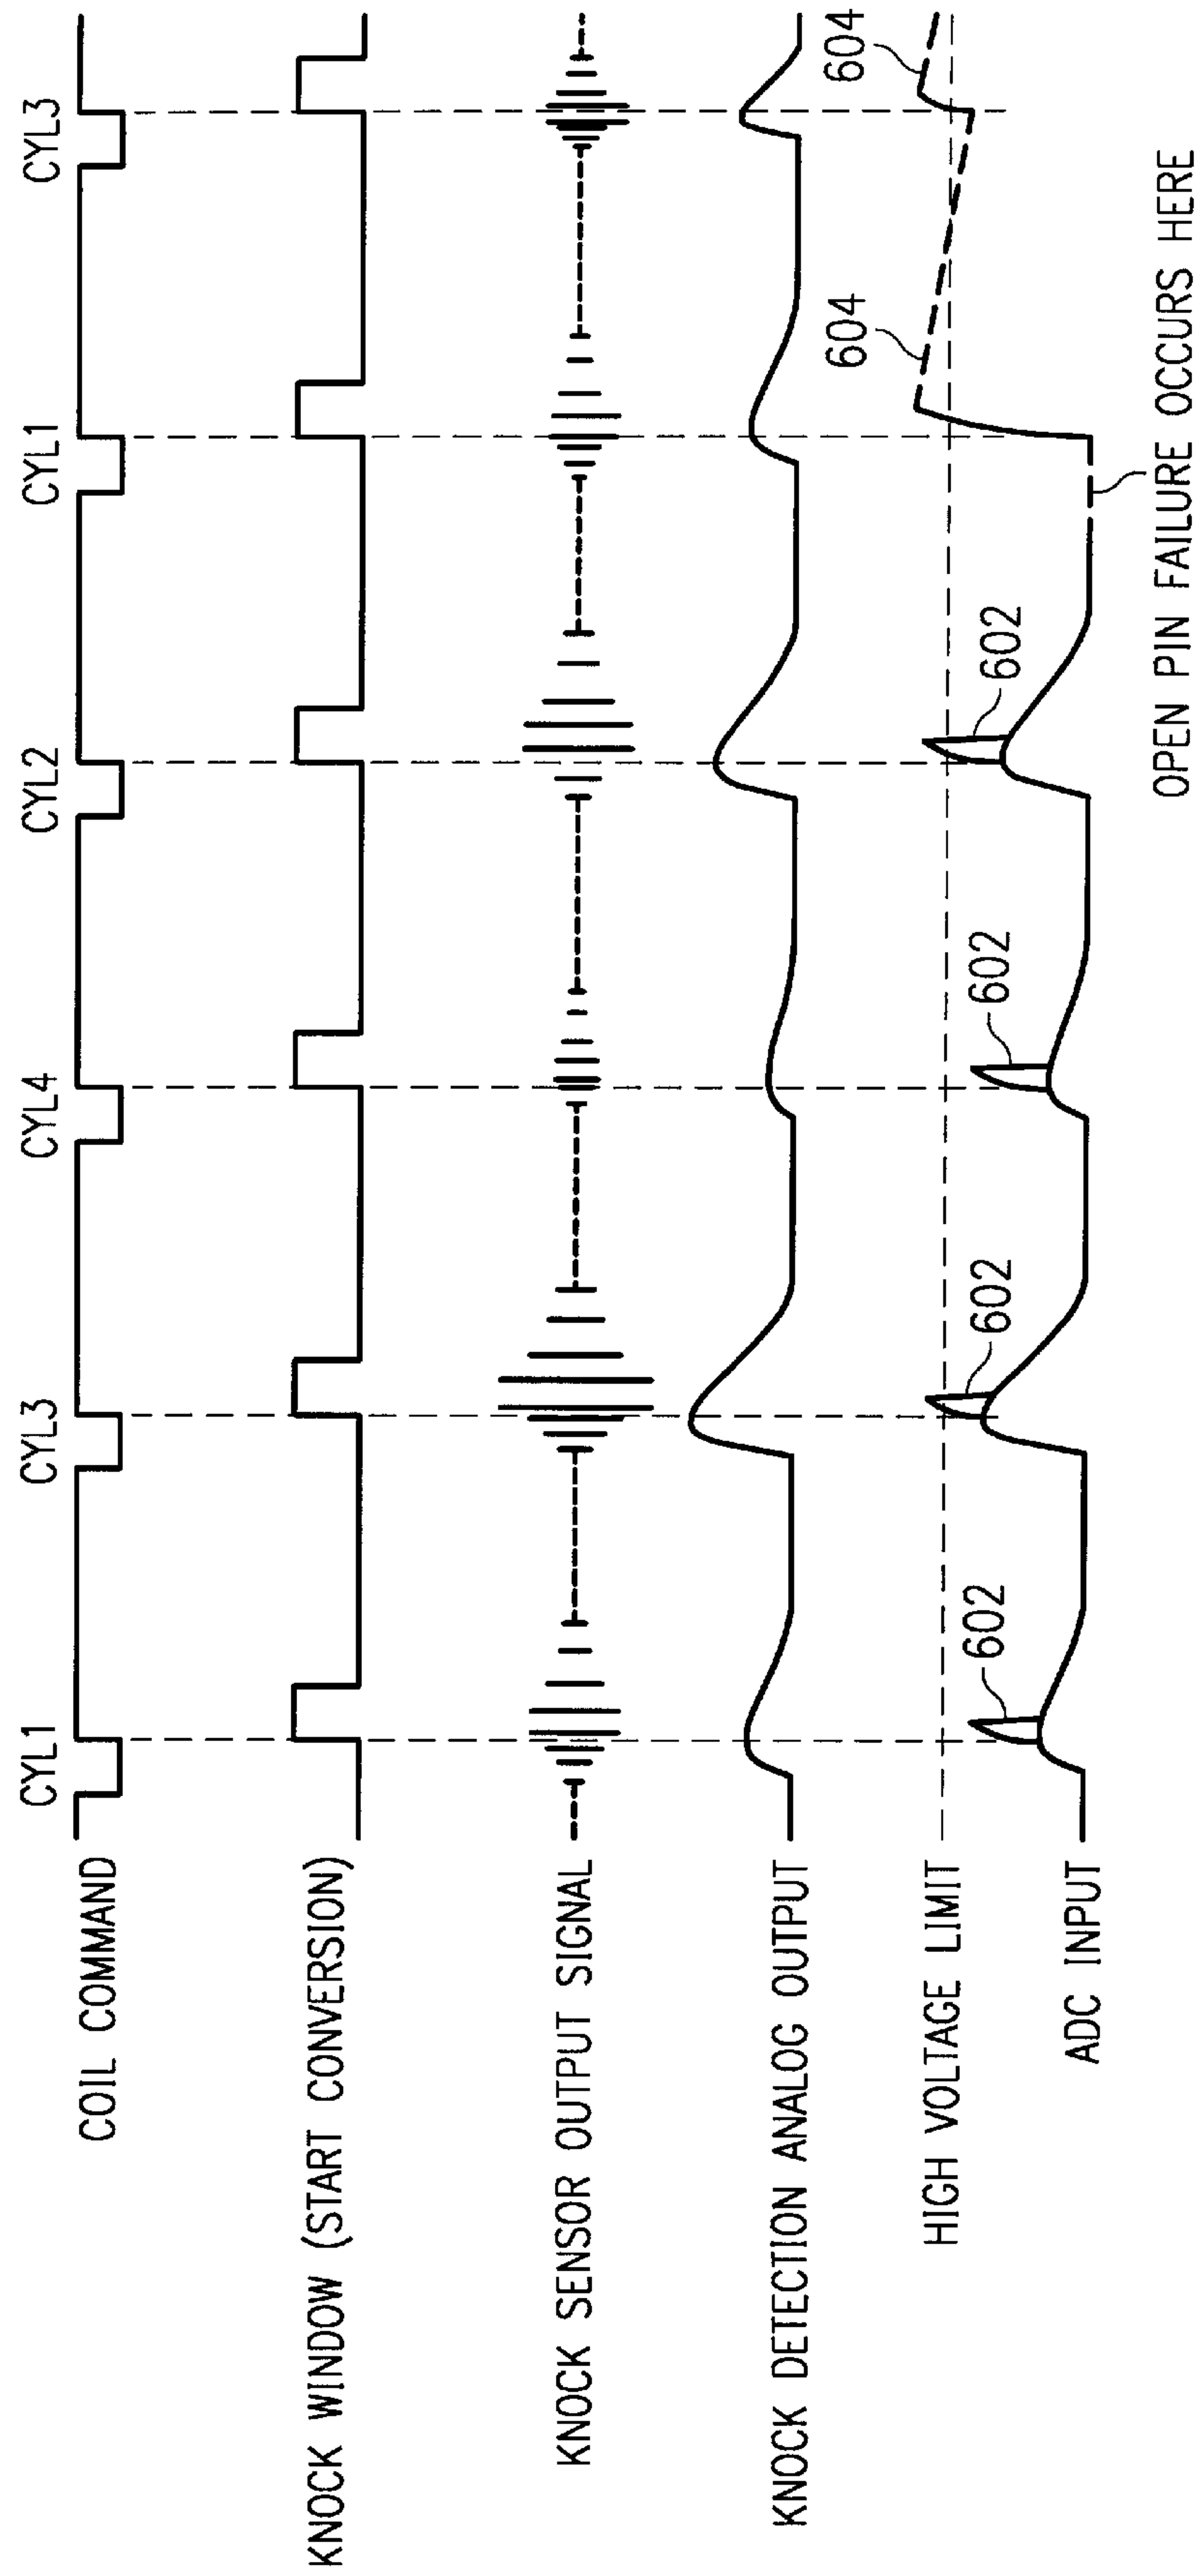 CYL1
CYL3
CYL4
CYL2
CYL1
CYL3
COIL COMMAND
KNOCK WINDOW (START CONVERSION)
KNOCK SENSOR OUTPUT SIGNAL
KNOCK DETECTION ANALOG OUTPUT
HIGH VOLTAGE LIMIT
604
604
602
602
602
602
ADC INPUT
OPEN PIN FAILURE OCCURS HERE